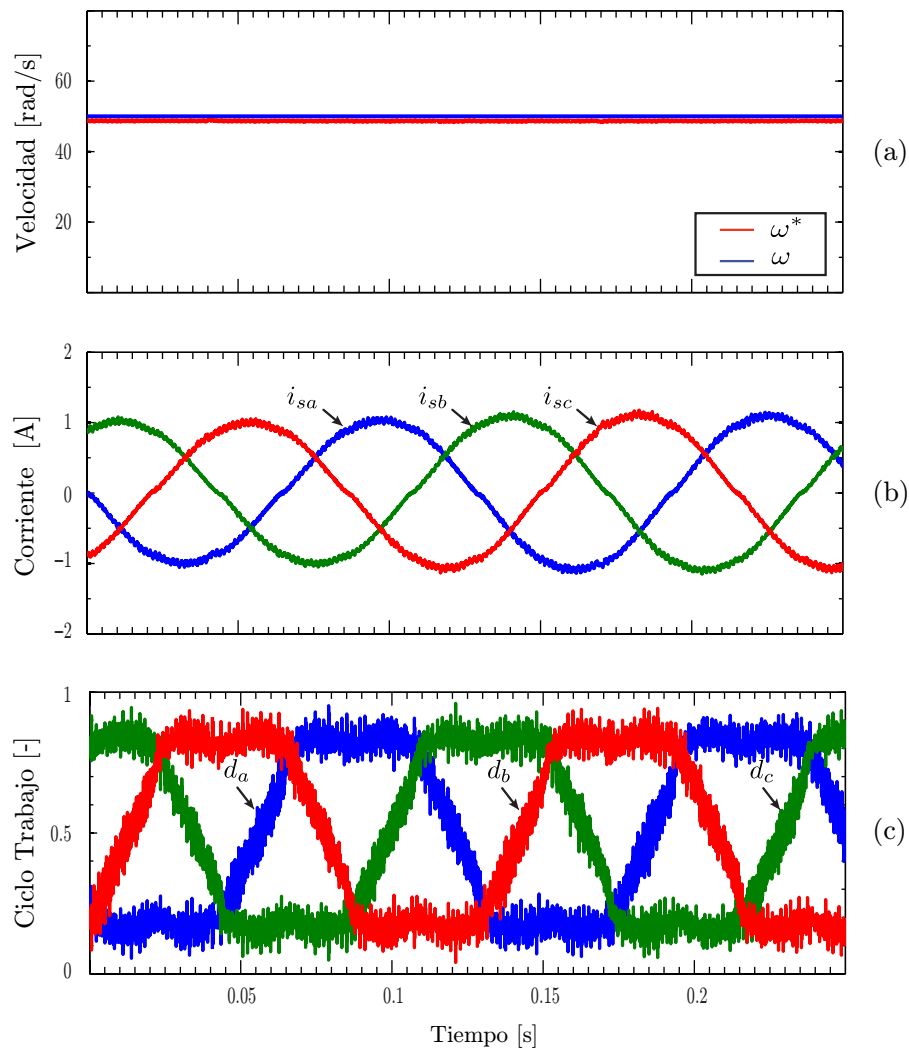 Velocidad [rad/s]
60
40
20
ω*
ω
(a)
Corriente [A]
2
1
0
−1
−2
i_sa
i_sb
i_sc
(b)
Ciclo Trabajo [-]
1
0.5
0
d_a
d_b
d_c
(c)
0.05
0.1
0.15
0.2
Tiempo [s]